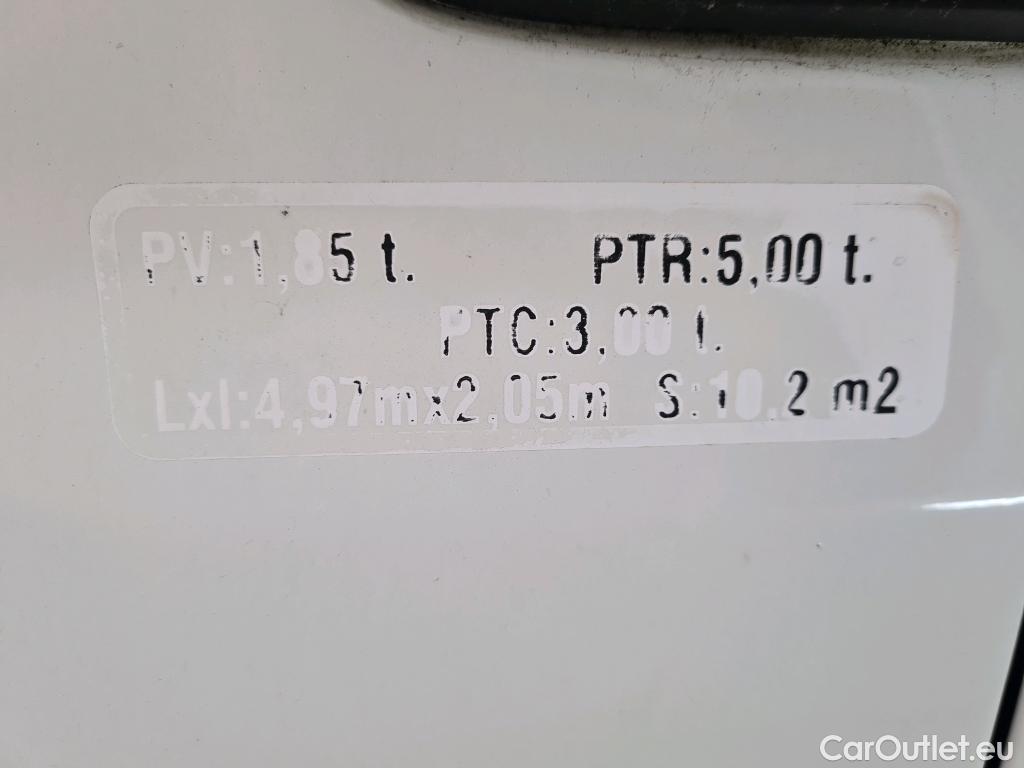 PV:1,85 t. PTR:5,00 t.
PTC:3,00 t.
Lxl:4,97mx2,05m S:10.2 m2
CarOutlet.eu